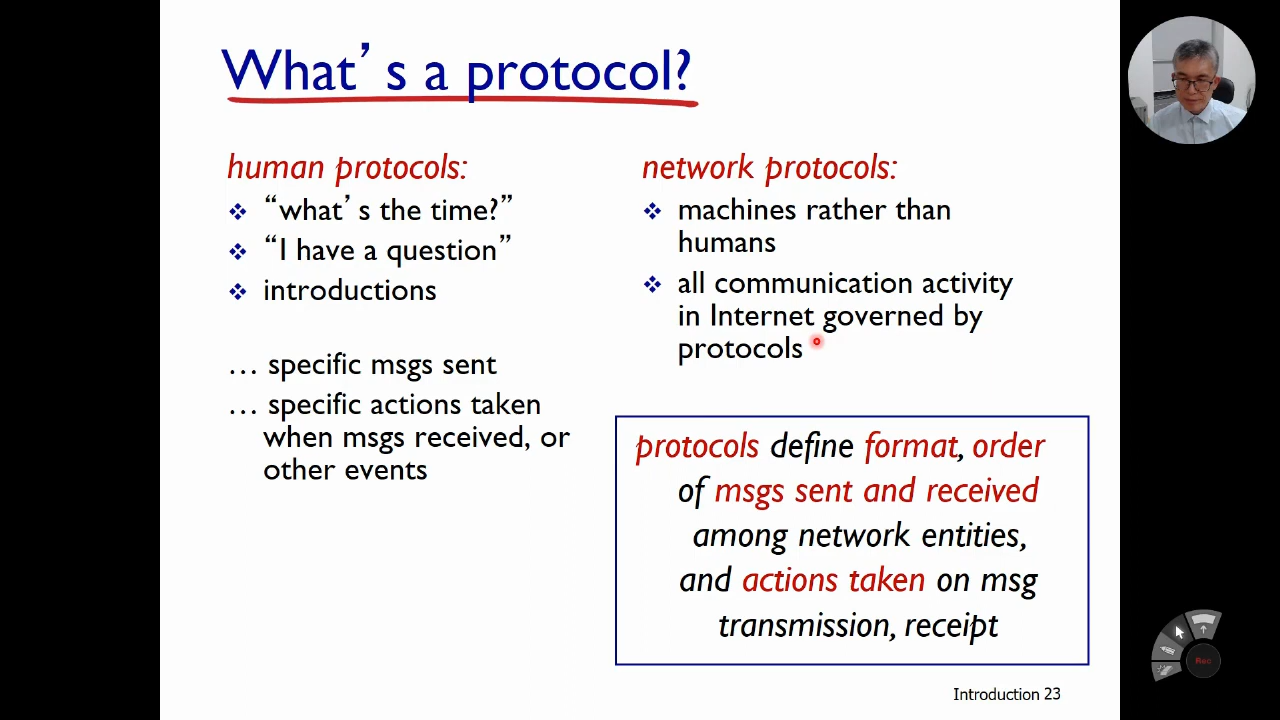 What’s a protocol?
human protocols:
“what’s the time?”
“I have a question”
introductions
… specific msgs sent
… specific actions taken
when msgs received, or
other events
network protocols:
machines rather than
humans
all communication activity
in Internet governed by
protocols
protocols define format, order
of msgs sent and received
among network entities,
and actions taken on msg
transmission, receipt
Introduction 23
Rec